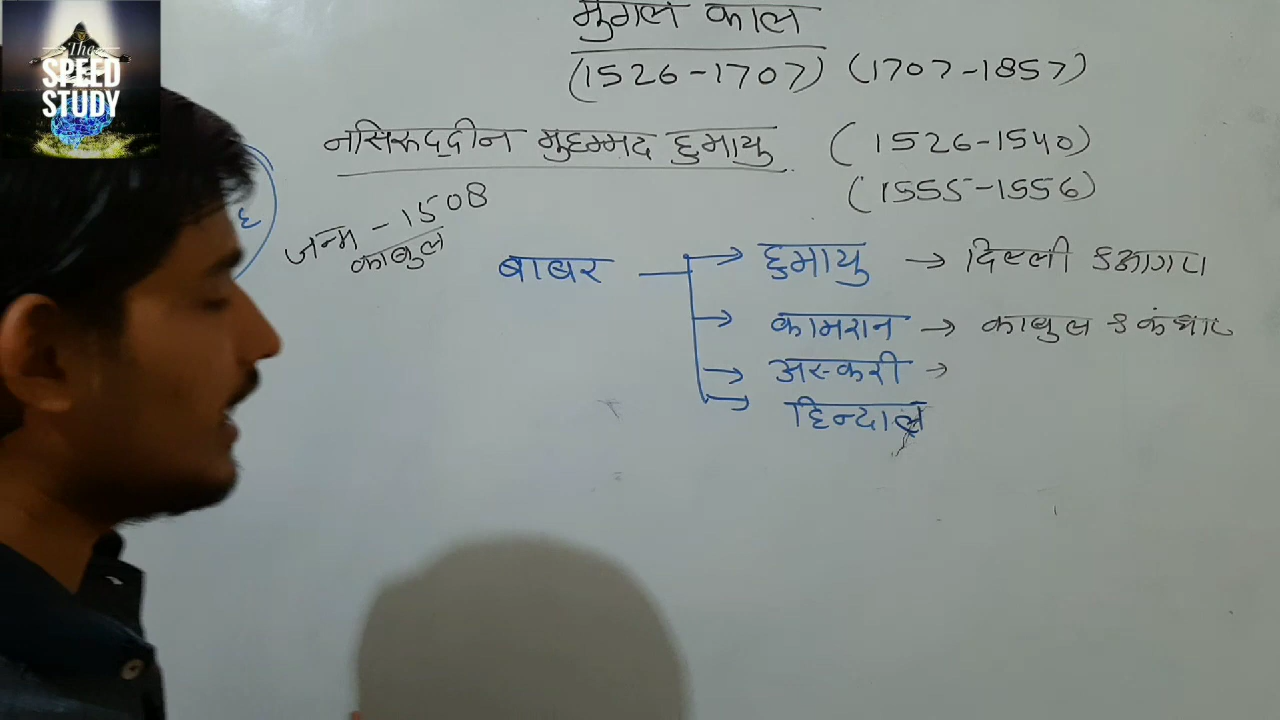 The
SPEED
STUDY
मुगल काल
(1526-1707) (1707-1857)
नसिरुद्दीन मुहम्मद हुमायु (1526-1540)
(1555-1556)
जन्म - 1508
काबुल
६
बाबर → हुमायु → दिल्ली & आगरा
→ कामरान → काबुल & कंधार
→ अस्करी →
→ हिन्दाल